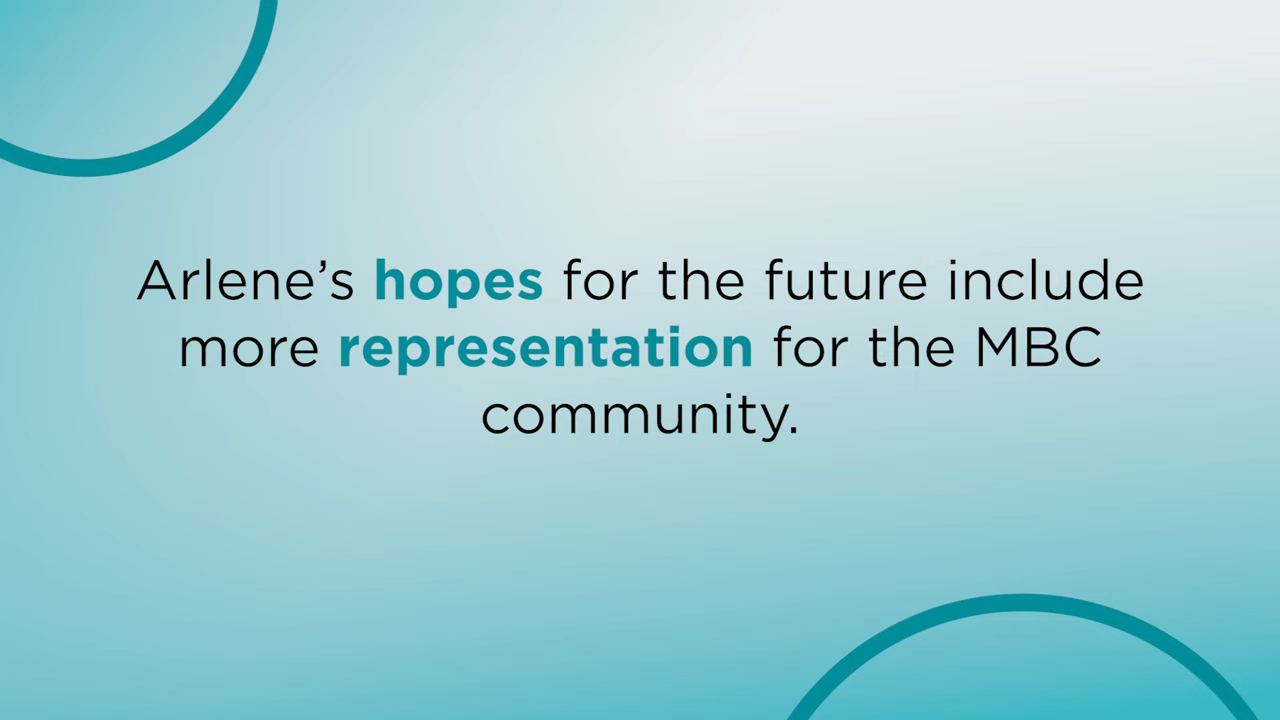 Arlene’s hopes for the future include
more representation for the MBC
community.